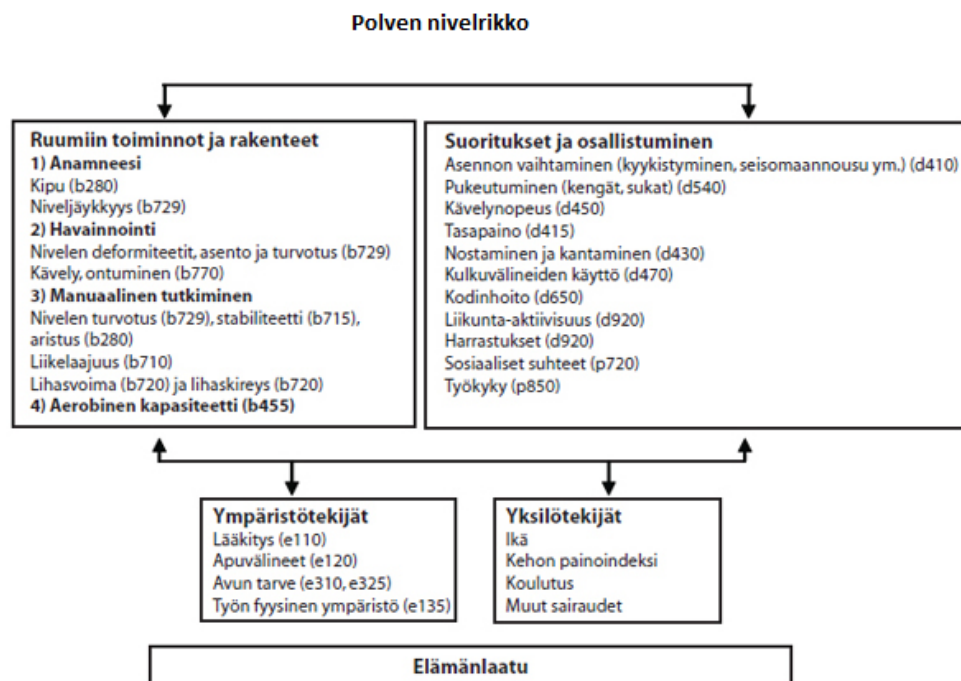 Polven nivelrikko
Ruumiin toiminnot ja rakenteet
1) Anamneesi
Kipu (b280)
Niveljäykkyys (b729)
2) Havainnointi
Nivelen deformiteetit, asento ja turvotus (b729)
Kävely, ontuminen (b770)
3) Manuaalinen tutkiminen
Nivelen turvotus (b729), stabiliteetti (b715),
aristus (b280)
Liikelaajuus (b710)
Lihasvoima (b720) ja lihaskireys (b720)
4) Aerobinen kapasiteetti (b455)
Suoritukset ja osallistuminen
Asennon vaihtaminen (kyykistyminen, seisomaannousu ym.) (d410)
Pukeutuminen (kengät, sukat) (d540)
Kävelynopeus (d450)
Tasapaino (d415)
Nostaminen ja kantaminen (d430)
Kulkuvälineiden käyttö (d470)
Kodinhoito (d650)
Liikunta-aktiivisuus (d920)
Harrastukset (d920)
Sosiaaliset suhteet (p720)
Työkyky (p850)
Ympäristötekijät
Lääkitys (e110)
Apuvälineet (e120)
Avun tarve (e310, e325)
Työn fyysinen ympäristö (e135)
Yksilötekijät
Ikä
Kehon painoindeksi
Koulutus
Muut sairaudet
Elämänlaatu